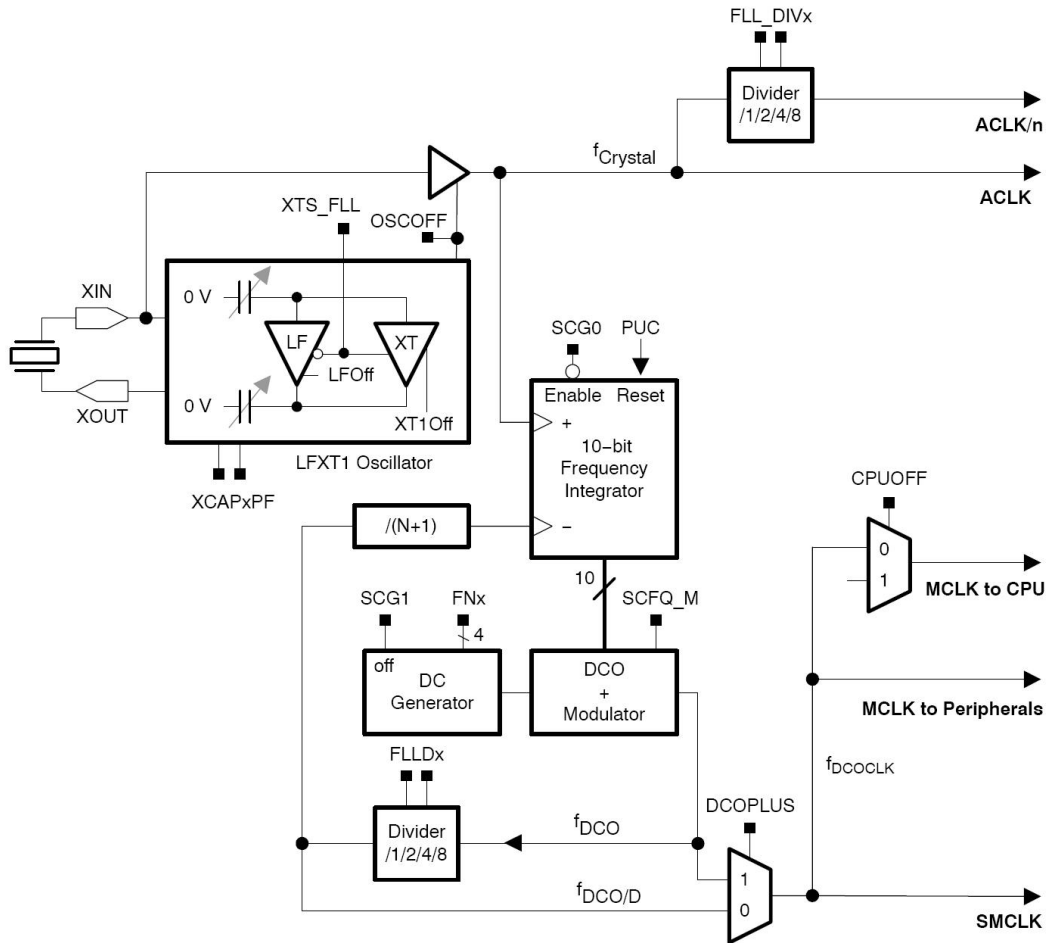 FLL_DIVx
Divider
/1/2/4/8
ACLK/n
fCrystal
ACLK
XTS_FLL
OSCOFF
XIN
0 V
LF
XT
LFOff
0 V
XT1Off
XOUT
LFXT1 Oscillator
XCAPxPF
SCG0
PUC
Enable
Reset
+
10−bit
Frequency
Integrator
−
/(N+1)
CPUOFF
0
1
MCLK to CPU
10
SCG1
FNx
4
SCFQ_M
off
DC
Generator
DCO
+
Modulator
MCLK to Peripherals
fDCOCLK
FLLDx
Divider
/1/2/4/8
fDCO
DCOPLUS
1
0
fDCO/D
SMCLK